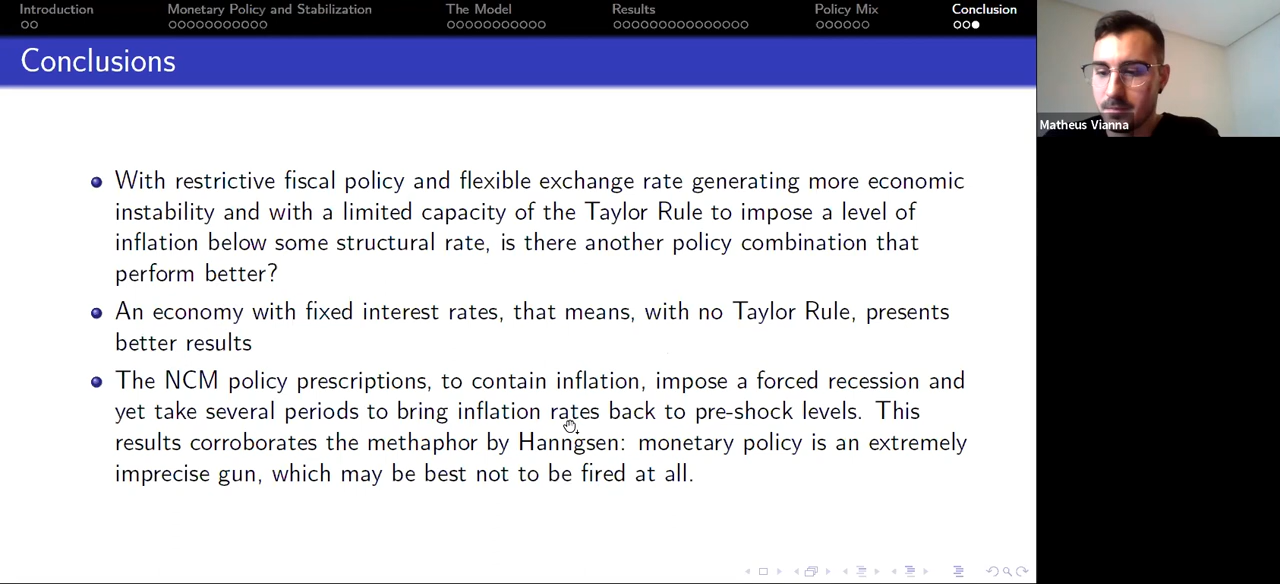 Introduction
Monetary Policy and Stabilization
The Model
Results
Policy Mix
Conclusion
Conclusions
Matheus Vianna
With restrictive fiscal policy and flexible exchange rate generating more economic
instability and with a limited capacity of the Taylor Rule to impose a level of
inflation below some structural rate, is there another policy combination that
perform better?
An economy with fixed interest rates, that means, with no Taylor Rule, presents
better results
The NCM policy prescriptions, to contain inflation, impose a forced recession and
yet take several periods to bring inflation rates back to pre-shock levels. This
results corroborates the methaphor by Hanngsen: monetary policy is an extremely
imprecise gun, which may be best not to be fired at all.